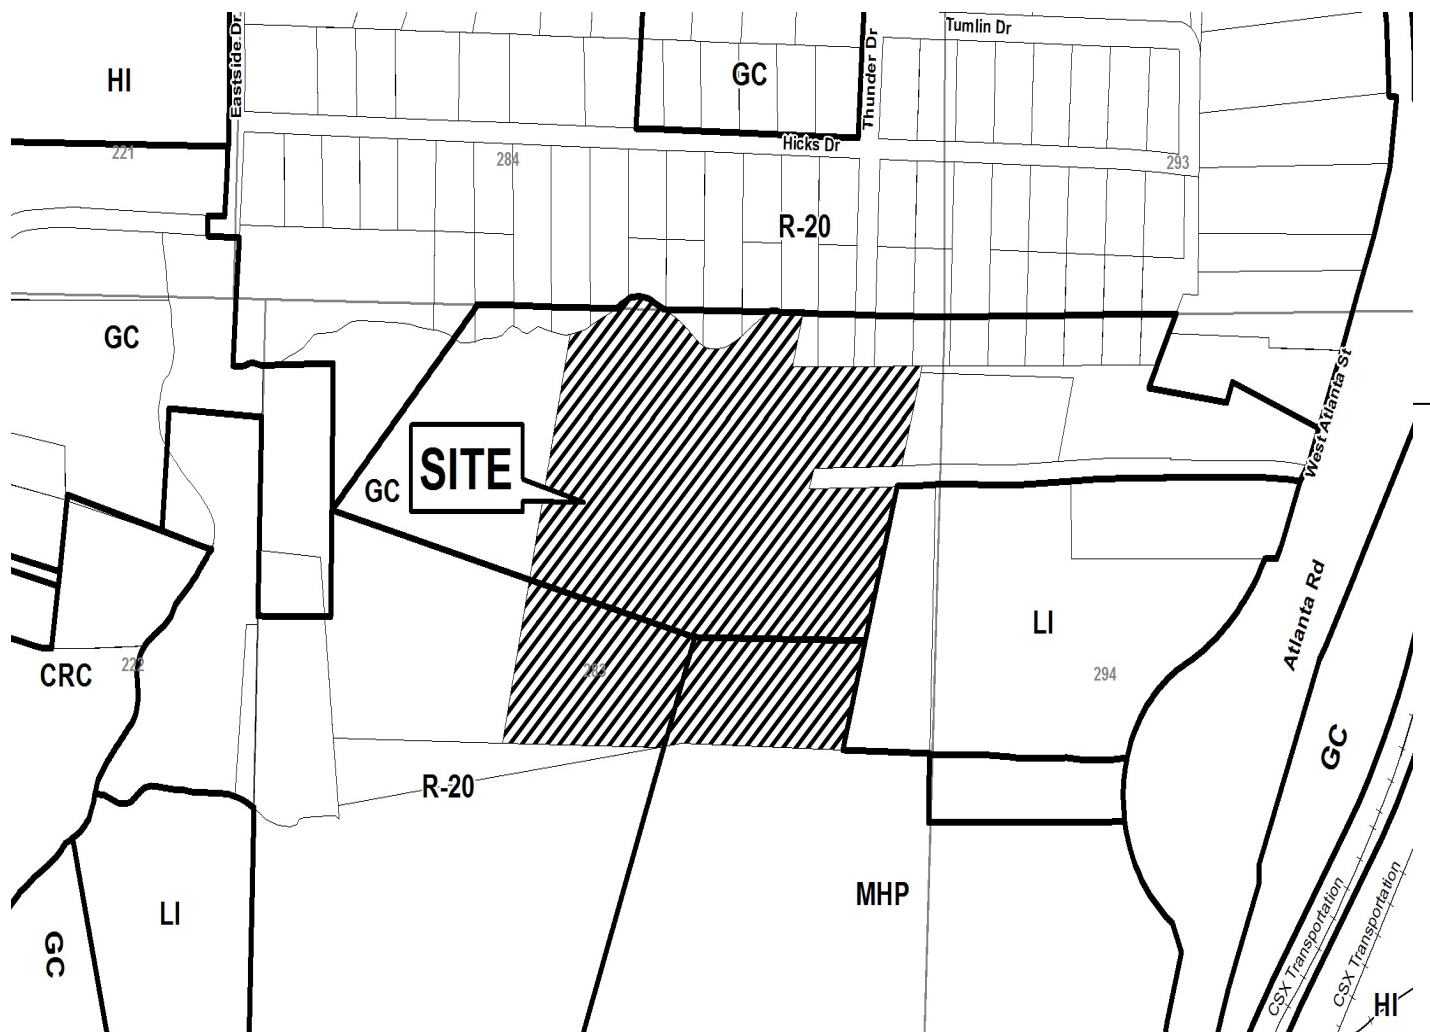 Tumlin Dr
Eastside Dr
Thunder Dr
HI
GC
Hicks Dr
221
284
293
R-20
GC
West Atlanta St
SITE
GC
Atlanta Rd
LI
222
283
294
CRC
GC
R-20
MHP
LI
CSX Transportation
CSX Transportation
GC
HI